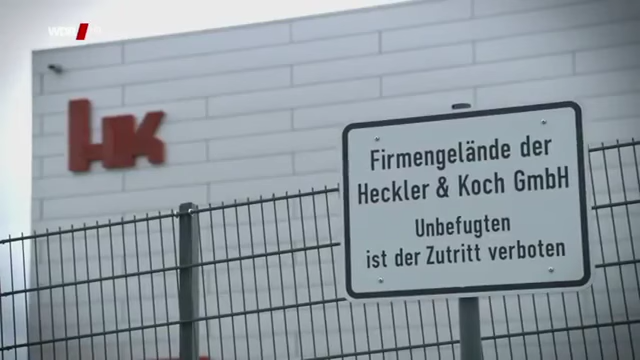 WDR
hk
Firmengelände der
Heckler & Koch GmbH
Unbefugten
ist der Zutritt verboten